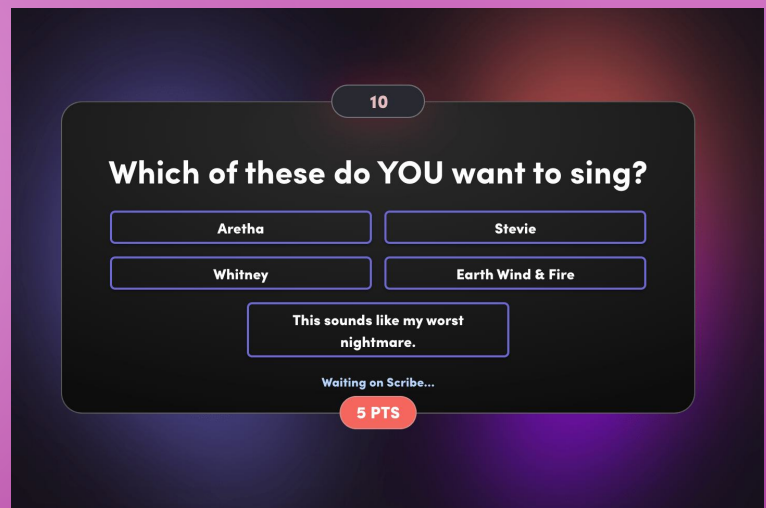 10
Which of these do YOU want to sing?
Aretha
Stevie
Whitney
Earth Wind & Fire
This sounds like my worst
nightmare.
Waiting on Scribe...
5 PTS